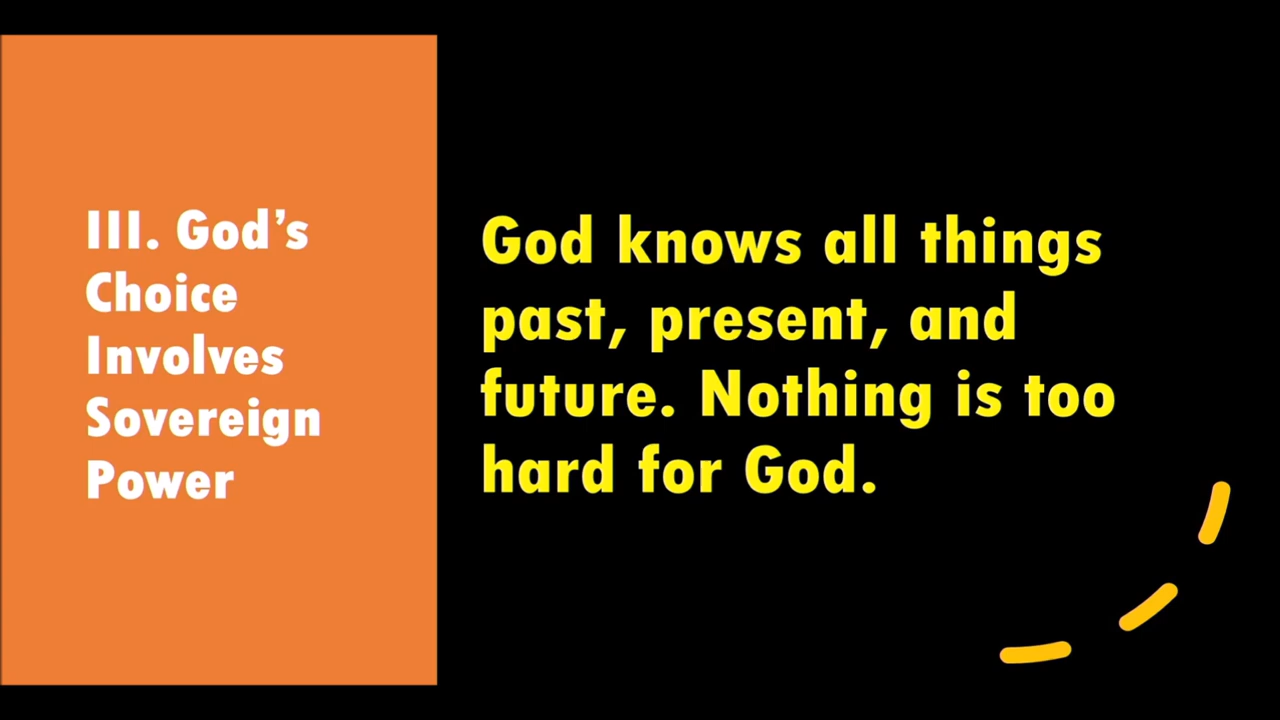 III. God’s
Choice
Involves
Sovereign
Power
God knows all things
past, present, and
future. Nothing is too
hard for God.